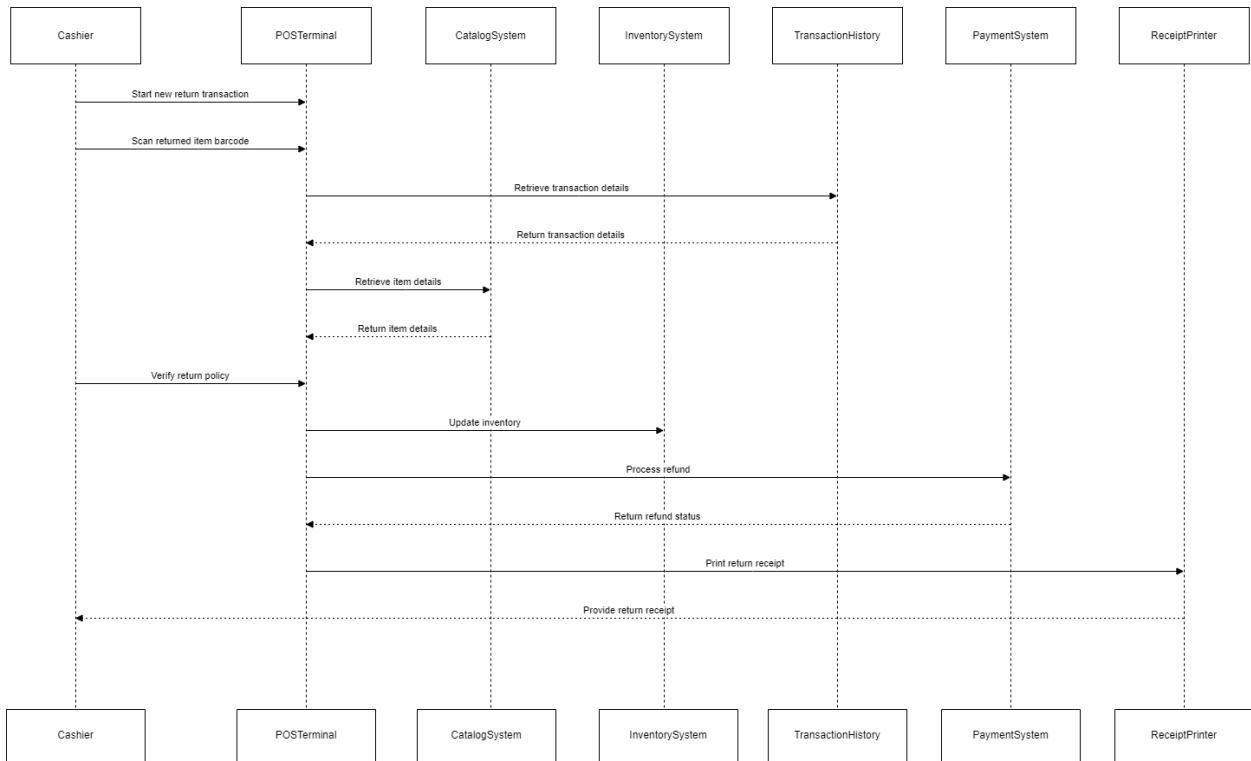 Cashier
POSTerminal
CatalogSystem
InventorySystem
TransactionHistory
PaymentSystem
ReceiptPrinter
Start new return transaction
Scan returned item barcode
Retrieve transaction details
Return transaction details
Retrieve item details
Return item details
Verify return policy
Update inventory
Process refund
Return refund status
Print return receipt
Provide return receipt
Cashier
POSTerminal
CatalogSystem
InventorySystem
TransactionHistory
PaymentSystem
ReceiptPrinter